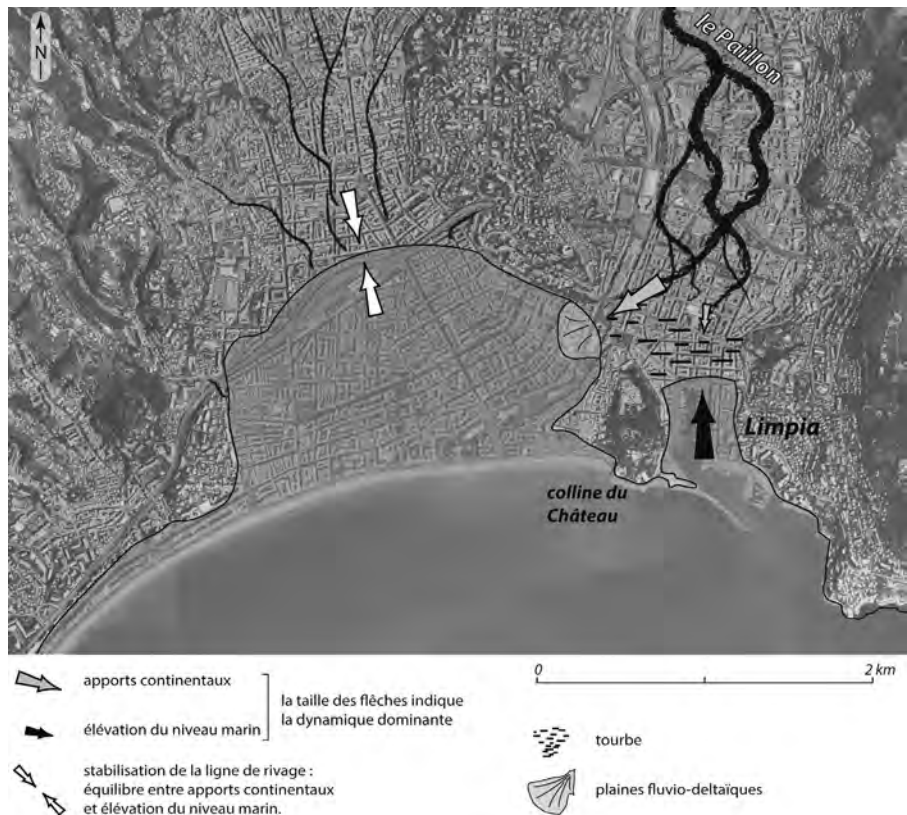 N
le Paillon
Limpia
colline du
Château
apports continentaux
élévation du niveau marin
la taille des flèches indique
la dynamique dominante
stabilisation de la ligne de rivage :
équilibre entre apports continentaux
et élévation du niveau marin.
0
2 km
tourbe
plaines fluvio-deltaïques